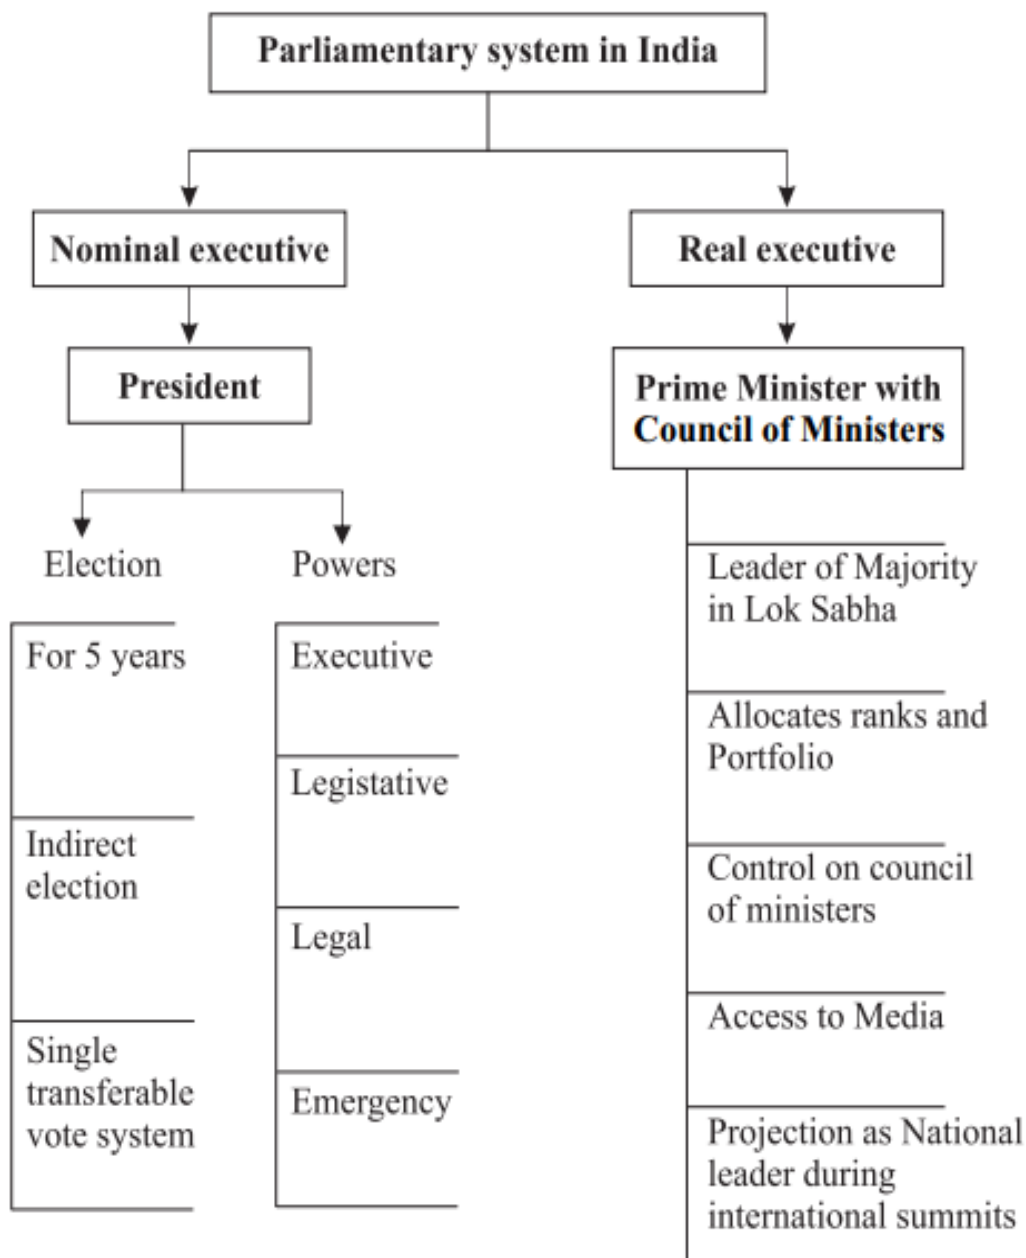 Parliamentary system in India
Nominal executive
Real executive
President
Prime Minister with
Council of Ministers
Election
Powers
For 5 years
Indirect
election
Single
transferable
vote system
Executive
Legistative
Legal
Emergency
Leader of Majority
in Lok Sabha
Allocates ranks and
Portfolio
Control on council
of ministers
Access to Media
Projection as National
leader during
international summits